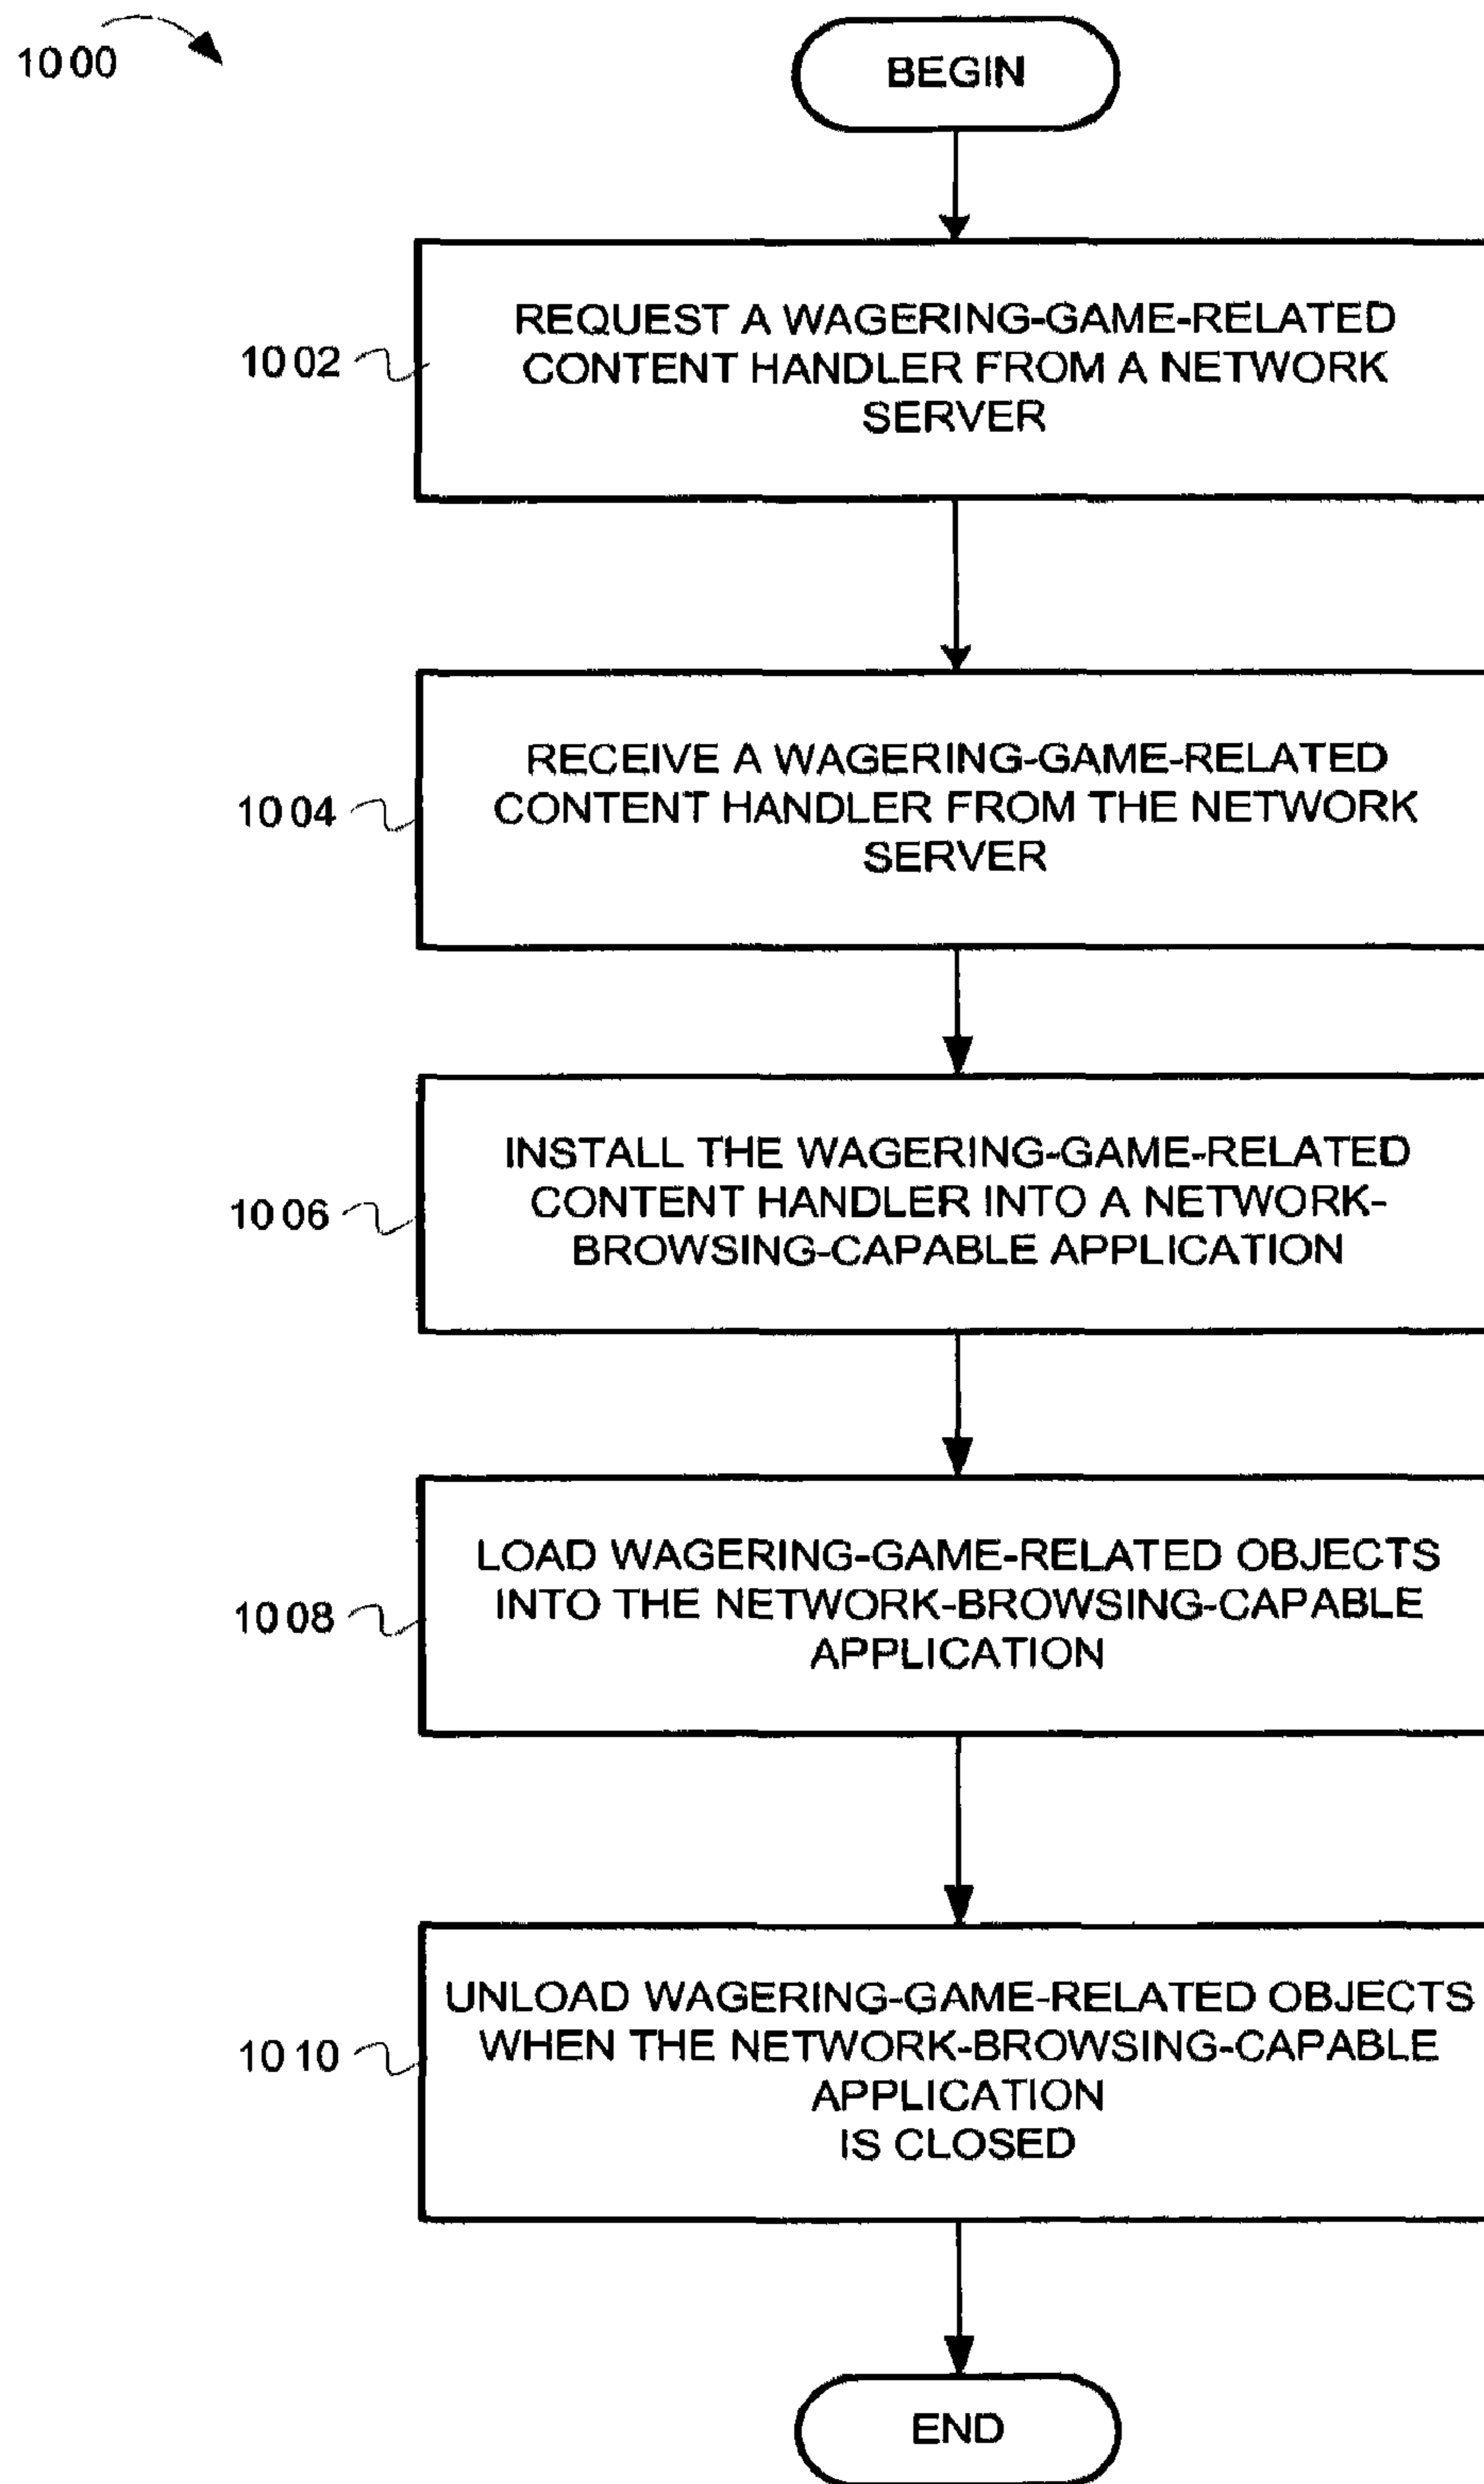 1000
BEGIN
REQUEST A WAGERING-GAME-RELATED
CONTENT HANDLER FROM A NETWORK
SERVER
1002
RECEIVE A WAGERING-GAME-RELATED
CONTENT HANDLER FROM THE NETWORK
SERVER
1004
INSTALL THE WAGERING-GAME-RELATED
CONTENT HANDLER INTO A NETWORK-
BROWSING-CAPABLE APPLICATION
1006
LOAD WAGERING-GAME-RELATED OBJECTS
INTO THE NETWORK-BROWSING-CAPABLE
APPLICATION
1008
UNLOAD WAGERING-GAME-RELATED OBJECTS
WHEN THE NETWORK-BROWSING-CAPABLE
APPLICATION
IS CLOSED
1010
END